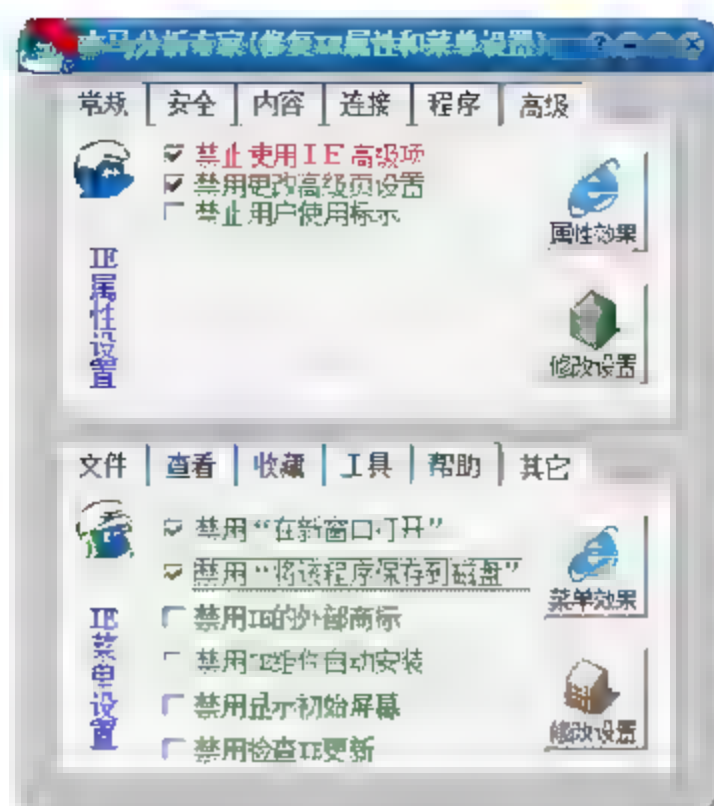 木马分析专家(修复IE属性和菜单设置)
常规 安全 内容 连接 程序 高级
禁止使用IE高级项
禁用更改高级页设置
禁止用户使用标示
属性效果
IE属性设置
修改设置
文件 查看 收藏 工具 帮助 其它
禁用“在新窗口打开”
禁用“将该程序保存到磁盘”
菜单效果
禁用IE的外部商标
IE菜单设置
禁用IE组件自动安装
禁用显示初始屏幕
修改设置
禁用检查IE更新